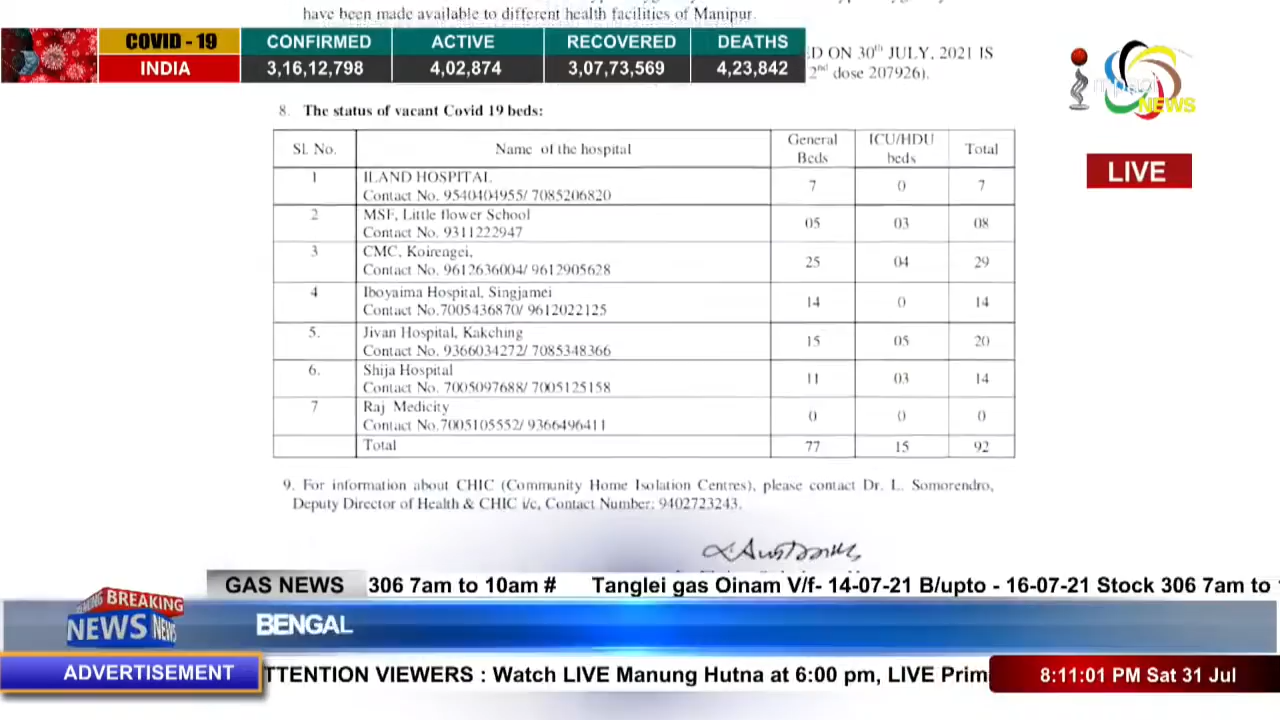 have been made available to different health facilities of Manipur.
COVID - 19 CONFIRMED ACTIVE RECOVERED DEATHS
INDIA 3,16,12,798 4,02,874 3,07,73,569 4,23,842
ON 30th JULY, 2021 IS
2nd dose 207926).
impact NEWS
LIVE
8. The status of vacant Covid 19 beds:
Sl. No. Name of the hospital General Beds ICU/HDU beds Total
1 ILAND HOSPITAL 7 0 7
Contact No. 9540404955/ 7085206820
2 MSF, Little flower School 05 03 08
Contact No. 9311222947
3 CMC, Koirengei, 25 04 29
Contact No. 9612636004/ 9612905628
4 Iboyaima Hospital, Singjamei 14 0 14
Contact No.7005436870/ 9612022125
5. Jivan Hospital, Kakching 15 05 20
Contact No. 9366034272/ 7085348366
6. Shija Hospital 11 03 14
Contact No. 7005097688/ 7005125158
7 Raj Medicity 0 0 0
Contact No.7005105552/ 9366496411
Total 77 15 92
9. For information about CHIC (Community Home Isolation Centres), please contact Dr. L. Somorendro,
Deputy Director of Health & CHIC i/c, Contact Number: 9402723243.
GAS NEWS 306 7am to 10am # Tanglei gas Oinam V/f- 14-07-21 B/upto - 16-07-21 Stock 306 7am to
BREAKING
NEWS NEWS
BENGAL
ADVERTISEMENT TTENTION VIEWERS : Watch LIVE Manung Hutna at 6:00 pm, LIVE Prim
8:11:01 PM Sat 31 Jul